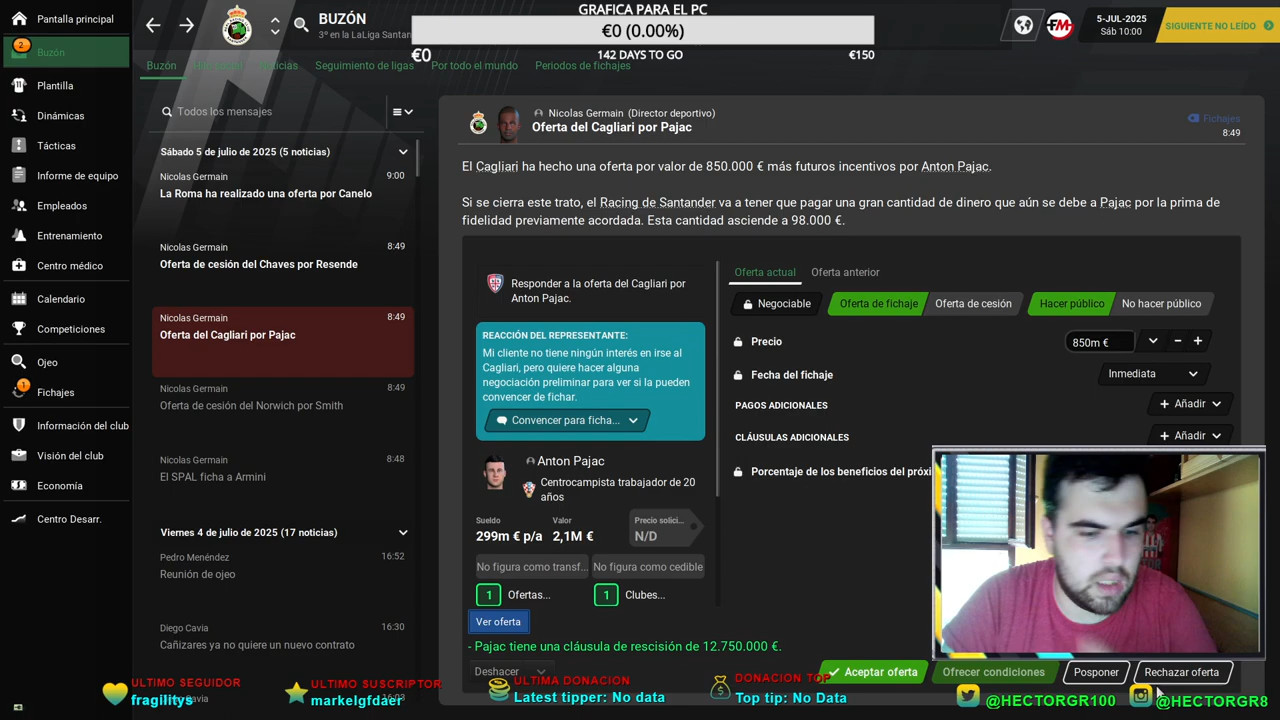 Pantalla principal
2
Buzón
Plantilla
Dinámicas
Tácticas
Informe de equipo
Empleados
Entrenamiento
Centro médico
Calendario
Competiciones
Ojeo
1
Fichajes
Información del club
Visión del club
Economía
Centro Desarr.
BUZÓN
3º en la LaLiga Santan
GRAFICA PARA EL PC
€0 (0.00%)
€0
142 DAYS TO GO
€150
FM
5-JUL-2025
Sáb 10:00
SIGUIENTE NO LEÍDO
Buzón
Noticias
Seguimiento de ligas
Por todo el mundo
Periodos de fichajes
Todos los mensajes
Sábado 5 de julio de 2025 (5 noticias)
Nicolas Germain
9:00
La Roma ha realizado una oferta por Canelo
Nicolas Germain
8:49
Oferta de cesión del Chaves por Resende
Nicolas Germain
8:49
Oferta del Cagliari por Pajac
Nicolas Germain
8:49
Oferta de cesión del Norwich por Smith
Nicolas Germain
8:48
El SPAL ficha a Armini
Viernes 4 de julio de 2025 (17 noticias)
Pedro Menéndez
16:52
Reunión de ojeo
Diego Cavia
16:30
Cañizares ya no quiere un nuevo contrato
Nicolas Germain (Director deportivo)
Oferta del Cagliari por Pajac
Fichajes
8:49
El Cagliari ha hecho una oferta por valor de 850.000 € más futuros incentivos por Anton Pajac.
Si se cierra este trato, el Racing de Santander va a tener que pagar una gran cantidad de dinero que aún se debe a Pajac por la prima de
fidelidad previamente acordada. Esta cantidad asciende a 98.000 €.
Responder a la oferta del Cagliari por
Anton Pajac.
REACCIÓN DEL REPRESENTANTE:
Mi cliente no tiene ningún interés en irse al
Cagliari, pero quiere hacer alguna
negociación preliminar para ver si la pueden
convencer de fichar.
Convencer para ficha...
Anton Pajac
Centrocampista trabajador de 20
años
Sueldo
299m € p/a
Valor
2,1M €
Precio solici...
N/D
No figura como transf...
No figura como cedible
1
Ofertas...
1
Clubes...
Oferta actual
Oferta anterior
Negociable
Oferta de fichaje
Oferta de cesión
Hacer público
No hacer público
Precio
850m €
Fecha del fichaje
Inmediata
PAGOS ADICIONALES
Añadir
CLÁUSULAS ADICIONALES
Añadir
Porcentaje de los beneficios del próxi
Ver oferta
- Pajac tiene una cláusula de rescisión de 12.750.000 €.
Deshacer
Aceptar oferta
Ofrecer condiciones
Posponer
Rechazar oferta
ULTIMO SEGUIDOR
fragilitys
ULTIMO SUSCRIPTOR
markelgfdaer
ULTIMA DONACION
Latest tipper: No data
DONACION TOP
Top tip: No Data
@HECTORGR100
@HECTORGR8